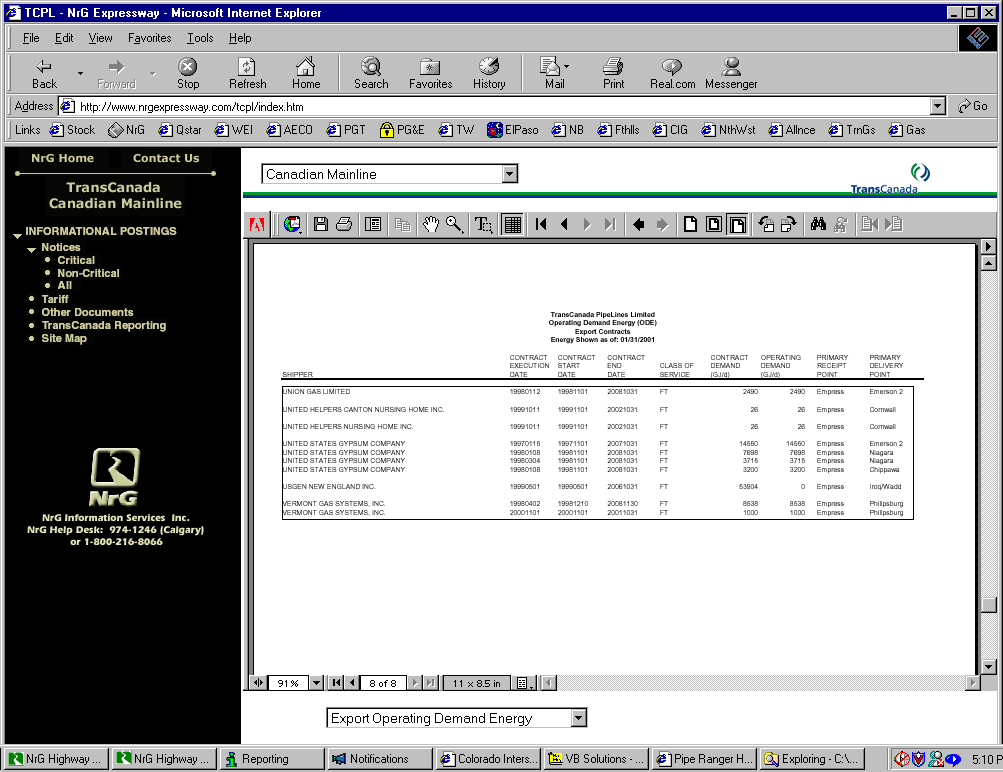 TCPL - NrG Expressway - Microsoft Internet Explorer
File Edit View Favorites Tools Help
Back Forward Stop Refresh Home Search Favorites History Mail Print Real.com Messenger
Address http://www.nrgexpressway.com/tcpl/index.htm Go
Links Stock NrG Qstar WEI AECO PGT PG&E TW ElPaso NB Fthlls CIG NthWst Allnce TrnGs Gas
NrG Home Contact Us
TransCanada
Canadian Mainline
INFORMATIONAL POSTINGS
Notices
Critical
Non-Critical
All
Tariff
Other Documents
TransCanada Reporting
Site Map
NrG
NrG Information Services Inc.
NrG Help Desk: 974-1246 (Calgary)
or 1-800-216-8066
Canadian Mainline
TransCanada
TransCanada PipeLines Limited
Operating Demand Energy (ODE)
Export Contracts
Energy Shown as of: 01/31/2001
CONTRACT CONTRACT CONTRACT CONTRACT OPERATING PRIMARY PRIMARY
EXECUTION START END CLASS OF DEMAND DEMAND RECEIPT DELIVERY
SHIPPER DATE DATE DATE SERVICE (GJ/d) (GJ/d) POINT POINT
UNION GAS LIMITED 19980112 19981101 20081031 FT 2490 2490 Empress Emerson 2
UNITED HELPERS CANTON NURSING HOME INC. 19991011 19991101 20021031 FT 26 26 Empress Cornwall
UNITED HELPERS NURSING HOME INC. 19991011 19991101 20021031 FT 26 26 Empress Cornwall
UNITED STATES GYPSUM COMPANY 19970115 19971101 20071031 FT 14550 14550 Empress Emerson 2
UNITED STATES GYPSUM COMPANY 19980108 19981101 20081031 FT 7698 7698 Empress Niagara
UNITED STATES GYPSUM COMPANY 19980304 19981101 20081031 FT 3715 3715 Empress Niagara
UNITED STATES GYPSUM COMPANY 19980108 19981101 20081031 FT 3200 3200 Empress Chippawa
USGEN NEW ENGLAND INC. 19990501 19990501 20061031 FT 53904 0 Empress Iroq/Wadd
VERMONT GAS SYSTEMS, INC. 19980402 19981210 20081130 FT 8538 8538 Empress Philipsburg
VERMONT GAS SYSTEMS, INC. 20001101 20001101 20011031 FT 1000 1000 Empress Philipsburg
91% 8 of 8 11 x 8.5 in
Export Operating Demand Energy
NrG Highway ... NrG Highway ... Reporting Notifications Colorado Inters... VB Solutions - ... Pipe Ranger H... Exploring - C:\... 5:10